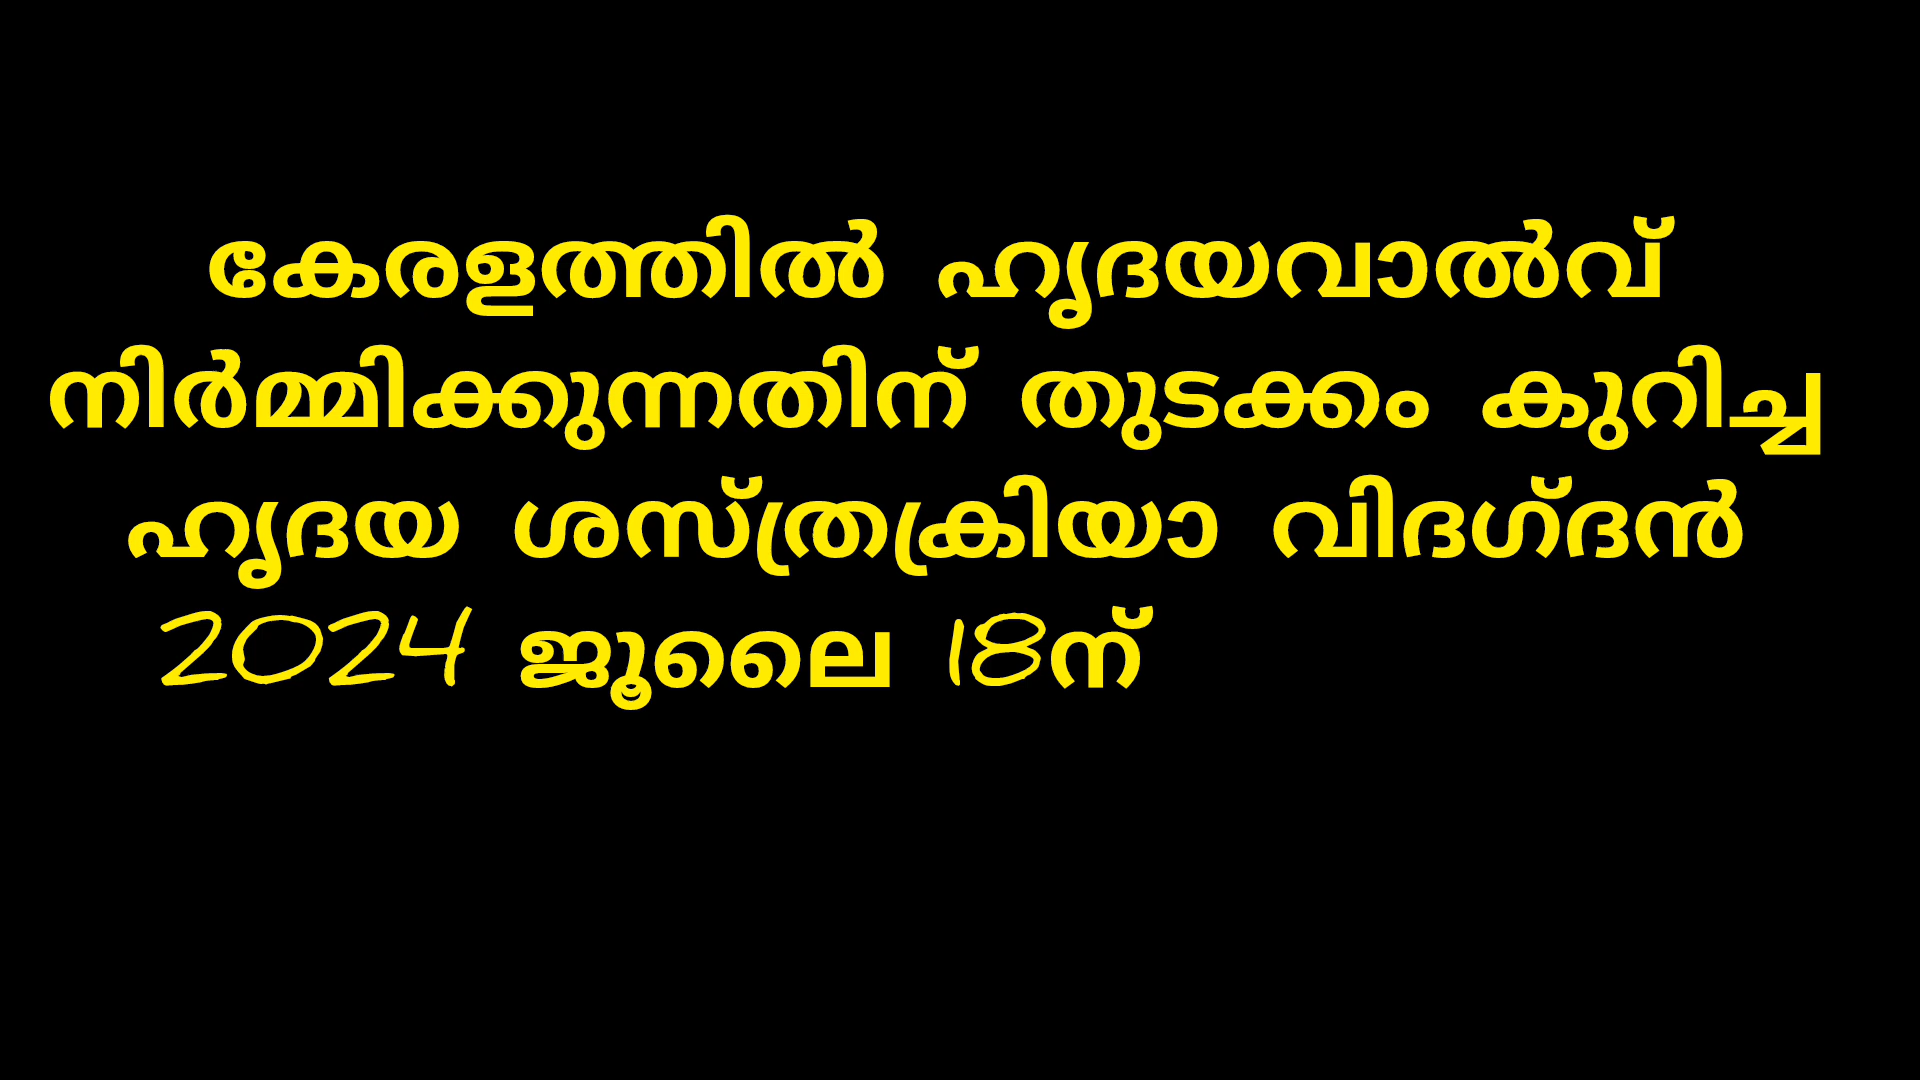 കേരളത്തിൽ ഹൃദയവാൽവ്
നിർമ്മിക്കുന്നതിന് തുടക്കം കുറിച്ച
ഹൃദയ ശസ്ത്രക്രിയാ വിദഗ്ദൻ
2024 ജൂലൈ 18ന്